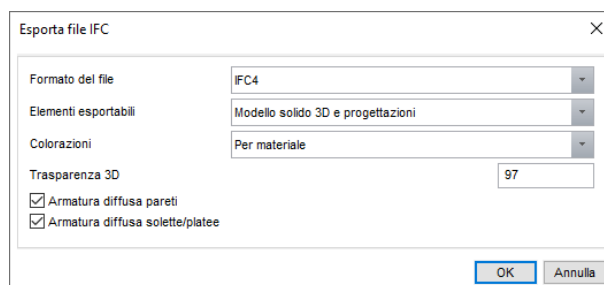 Esporta file IFC
Formato del file IFC4
Elementi esportabili Modello solido 3D e progettazioni
Colorazioni Per materiale
Trasparenza 3D 97
Armatura diffusa pareti
Armatura diffusa solette/platee
OK Annulla